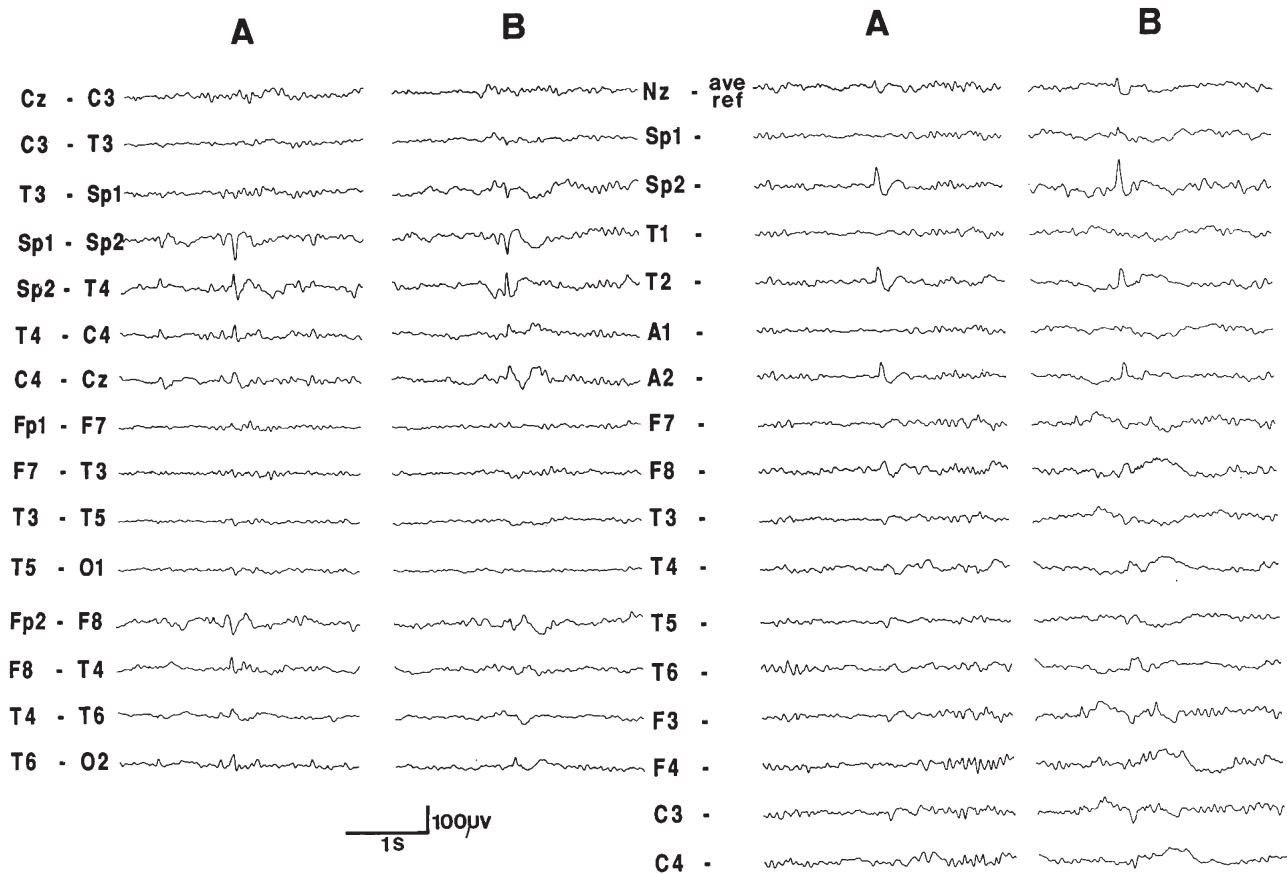 A B
Cz - C3
C3 - T3
T3 - Sp1
Sp1 - Sp2
Sp2 - T4
T4 - C4
C4 - Cz
Fp1 - F7
F7 - T3
T3 - T5
T5 - O1
Fp2 - F8
F8 - T4
T4 - T6
T6 - O2
100μv
1S
A B
Nz - ave ref
Sp1 -
Sp2 -
T1 -
T2 -
A1 -
A2 -
F7 -
F8 -
T3 -
T4 -
T5 -
T6 -
F3 -
F4 -
C3 -
C4 -